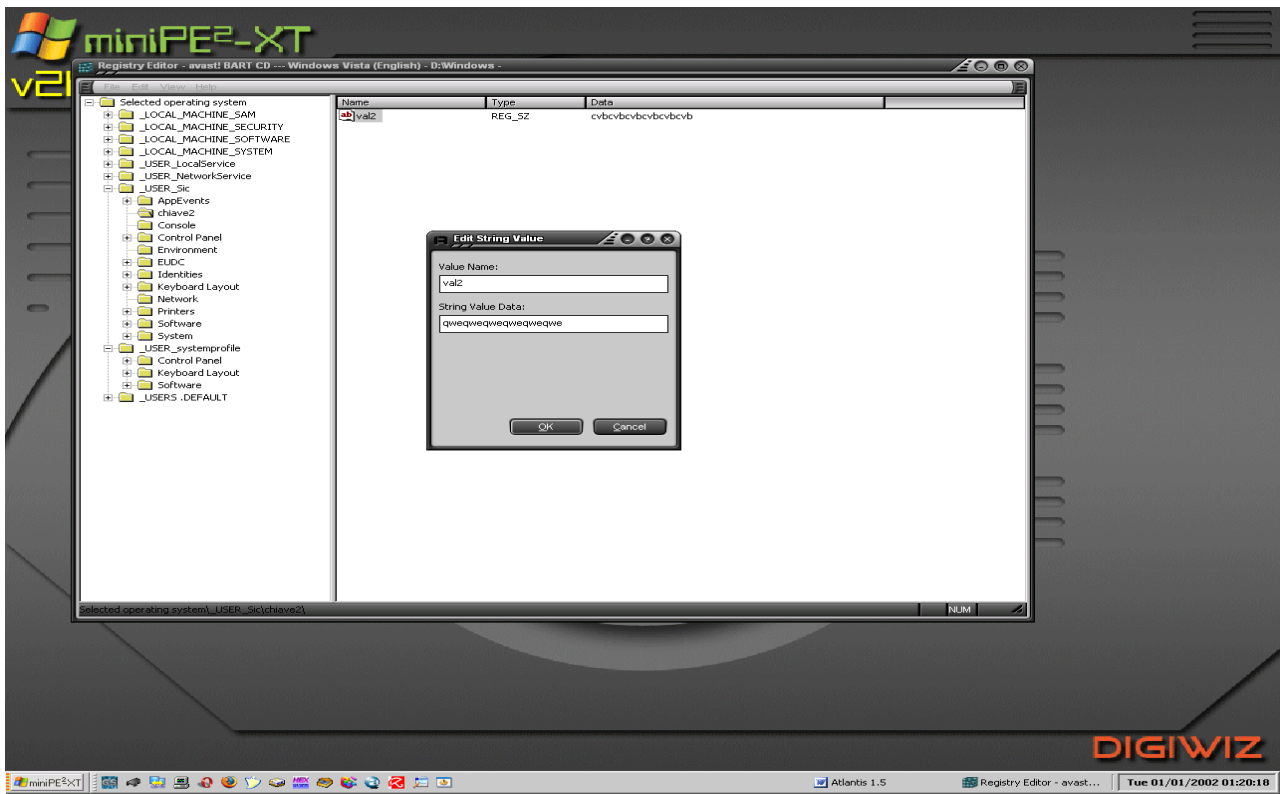 miniPE²-XT
Registry Editor - avast! BART CD --- Windows Vista (English) - D:\Windows -
File Edit View Help
Selected operating system
_LOCAL_MACHINE_SAM
_LOCAL_MACHINE_SECURITY
_LOCAL_MACHINE_SOFTWARE
_LOCAL_MACHINE_SYSTEM
_USER_LocalService
_USER_NetworkService
_USER_Sic
AppEvents
chiave2
Console
Control Panel
Environment
EUDC
Identities
Keyboard Layout
Network
Printers
Software
System
_USER_systemprofile
Control Panel
Keyboard Layout
Software
_USERS .DEFAULT
Name Type Data
val2 REG_SZ cvbcvbcvbcvbcvbcvb
Edit String Value
Value Name:
val2
String Value Data:
qweqweqweqweqweqwe
OK Cancel
Selected operating system\_USER_Sic\chiave2\
NUM
DIGIWIZ
miniPE²XT
Atlantis 1.5
Registry Editor - avast...
Tue 01/01/2002 01:20:18